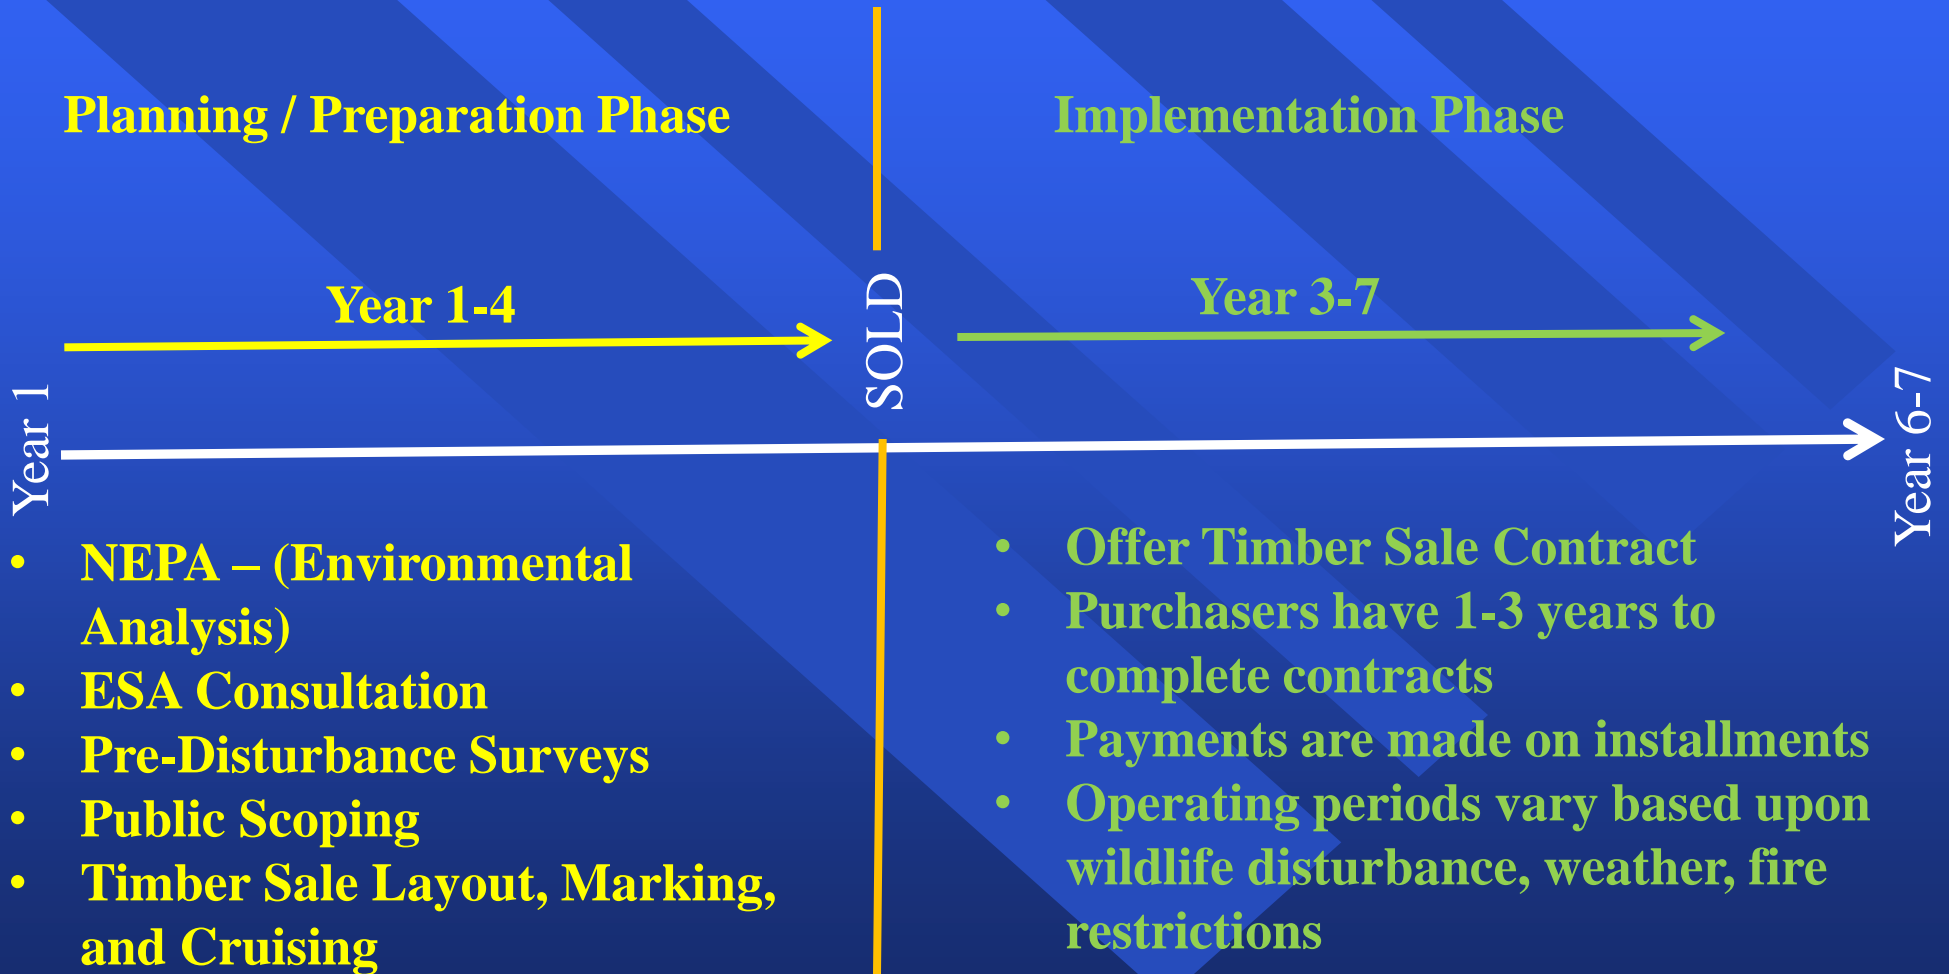 Planning / Preparation Phase
Implementation Phase
Year 1-4
SOLD
Year 3-7
Year 1
Year 6-7
• NEPA – (Environmental
Analysis)
• ESA Consultation
• Pre-Disturbance Surveys
• Public Scoping
• Timber Sale Layout, Marking,
and Cruising
• Offer Timber Sale Contract
• Purchasers have 1-3 years to
complete contracts
• Payments are made on installments
• Operating periods vary based upon
wildlife disturbance, weather, fire
restrictions